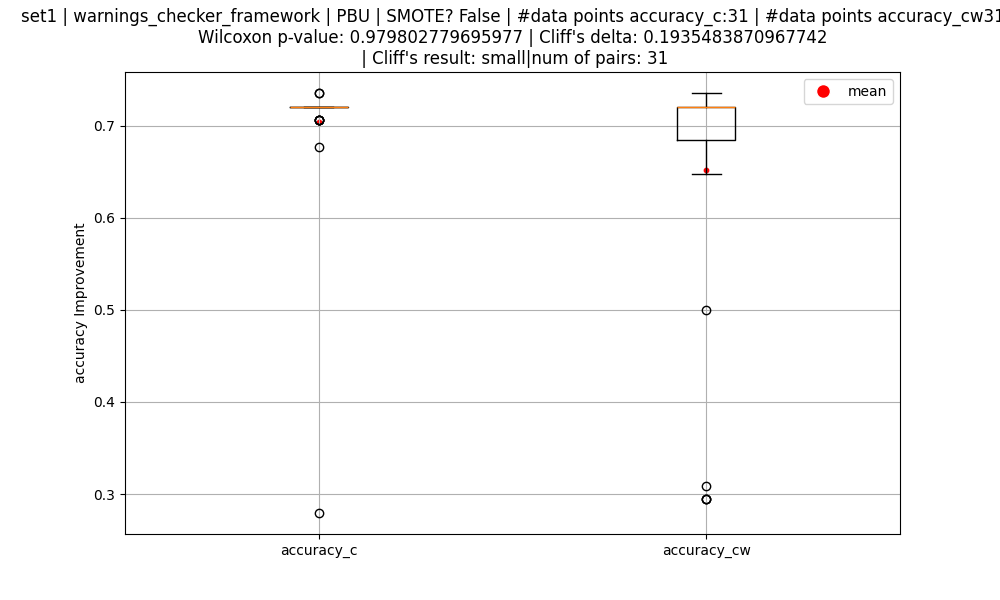 set1 | warnings_checker_framework | PBU | SMOTE? False | #data points accuracy_c:31 | #data points accuracy_cw31
Wilcoxon p-value: 0.979802779695977 | Cliff's delta: 0.1935483870967742
| Cliff's result: small|num of pairs: 31
mean
0.7
0.6
0.5
0.4
0.3
accuracy Improvement
accuracy_c
accuracy_cw